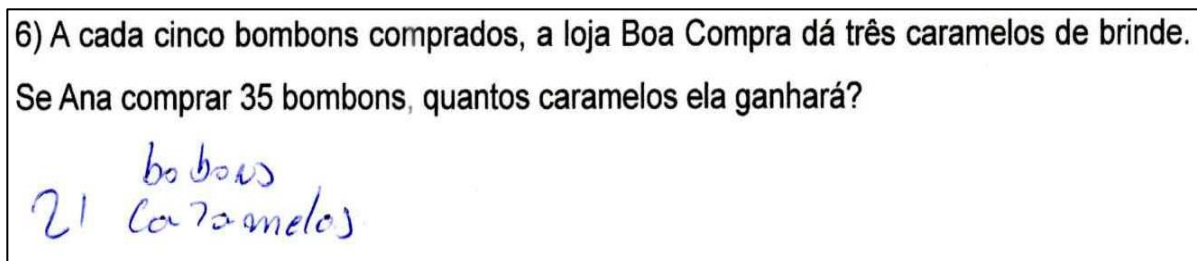 6) A cada cinco bombons comprados, a loja Boa Compra dá três caramelos de brinde.
Se Ana comprar 35 bombons, quantos caramelos ela ganhará?
bobons
21 caramelos